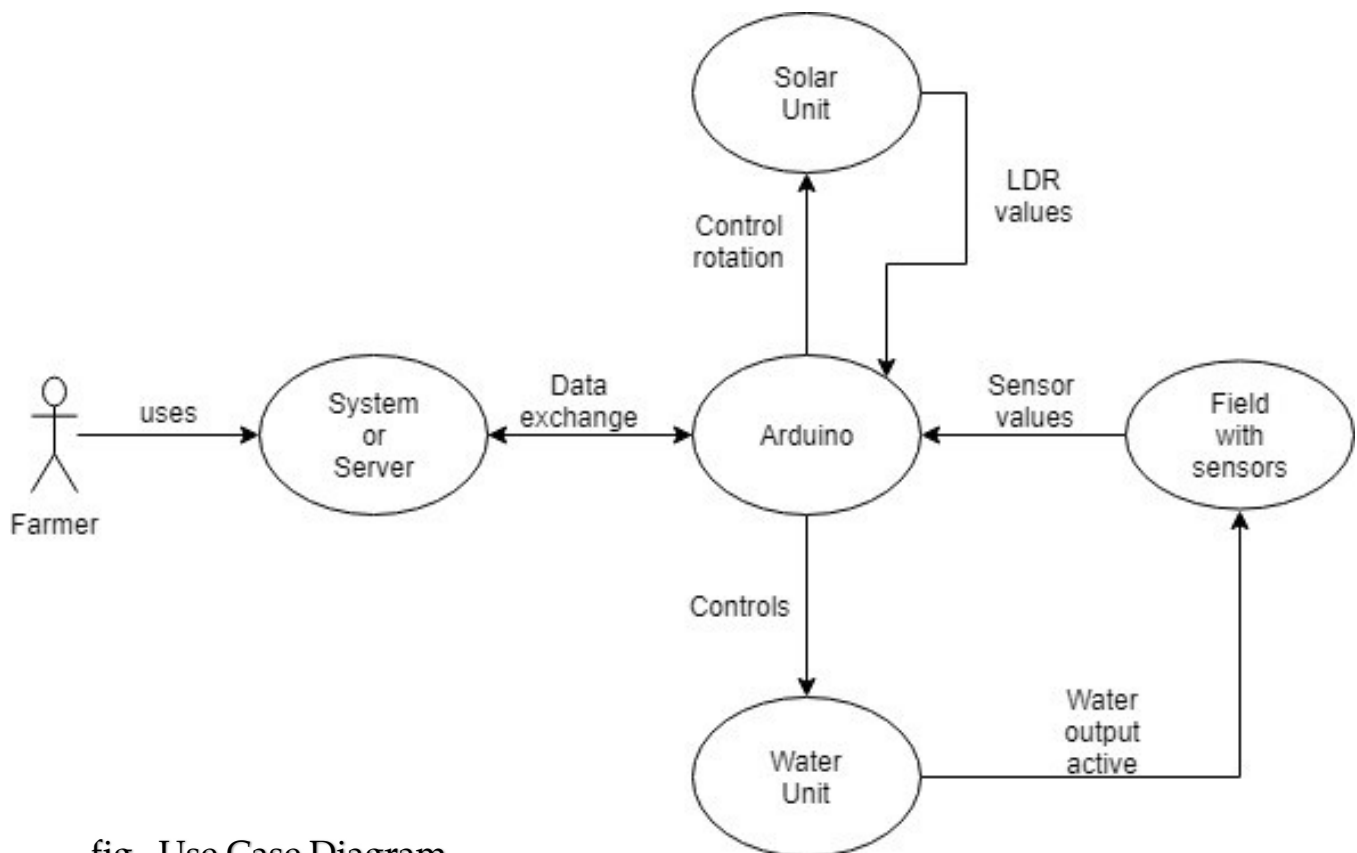 Solar
Unit
LDR
values
Control
rotation
uses
System
or
Server
Data
exchange
Arduino
Sensor
values
Field
with
sensors
Farmer
Controls
Water
output
active
Water
Unit
fig. Use Case Diagram